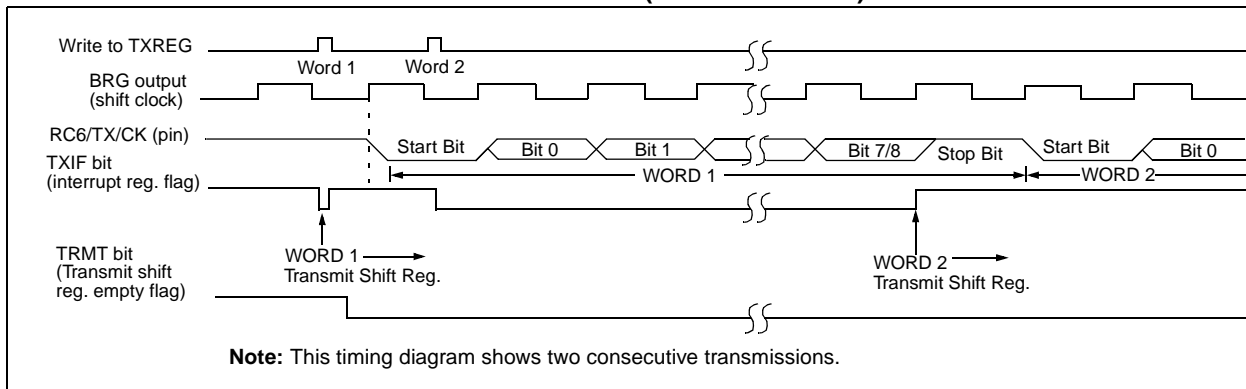 Write to TXREG
Word 1
Word 2
BRG output
(shift clock)
RC6/TX/CK (pin)
Start Bit
Bit 0
Bit 1
Bit 7/8
Stop Bit
Start Bit
Bit 0
TXIF bit
(interrupt reg. flag)
WORD 1
WORD 2
TRMT bit
(Transmit shift
reg. empty flag)
WORD 1
Transmit Shift Reg.
WORD 2
Transmit Shift Reg.
Note: This timing diagram shows two consecutive transmissions.